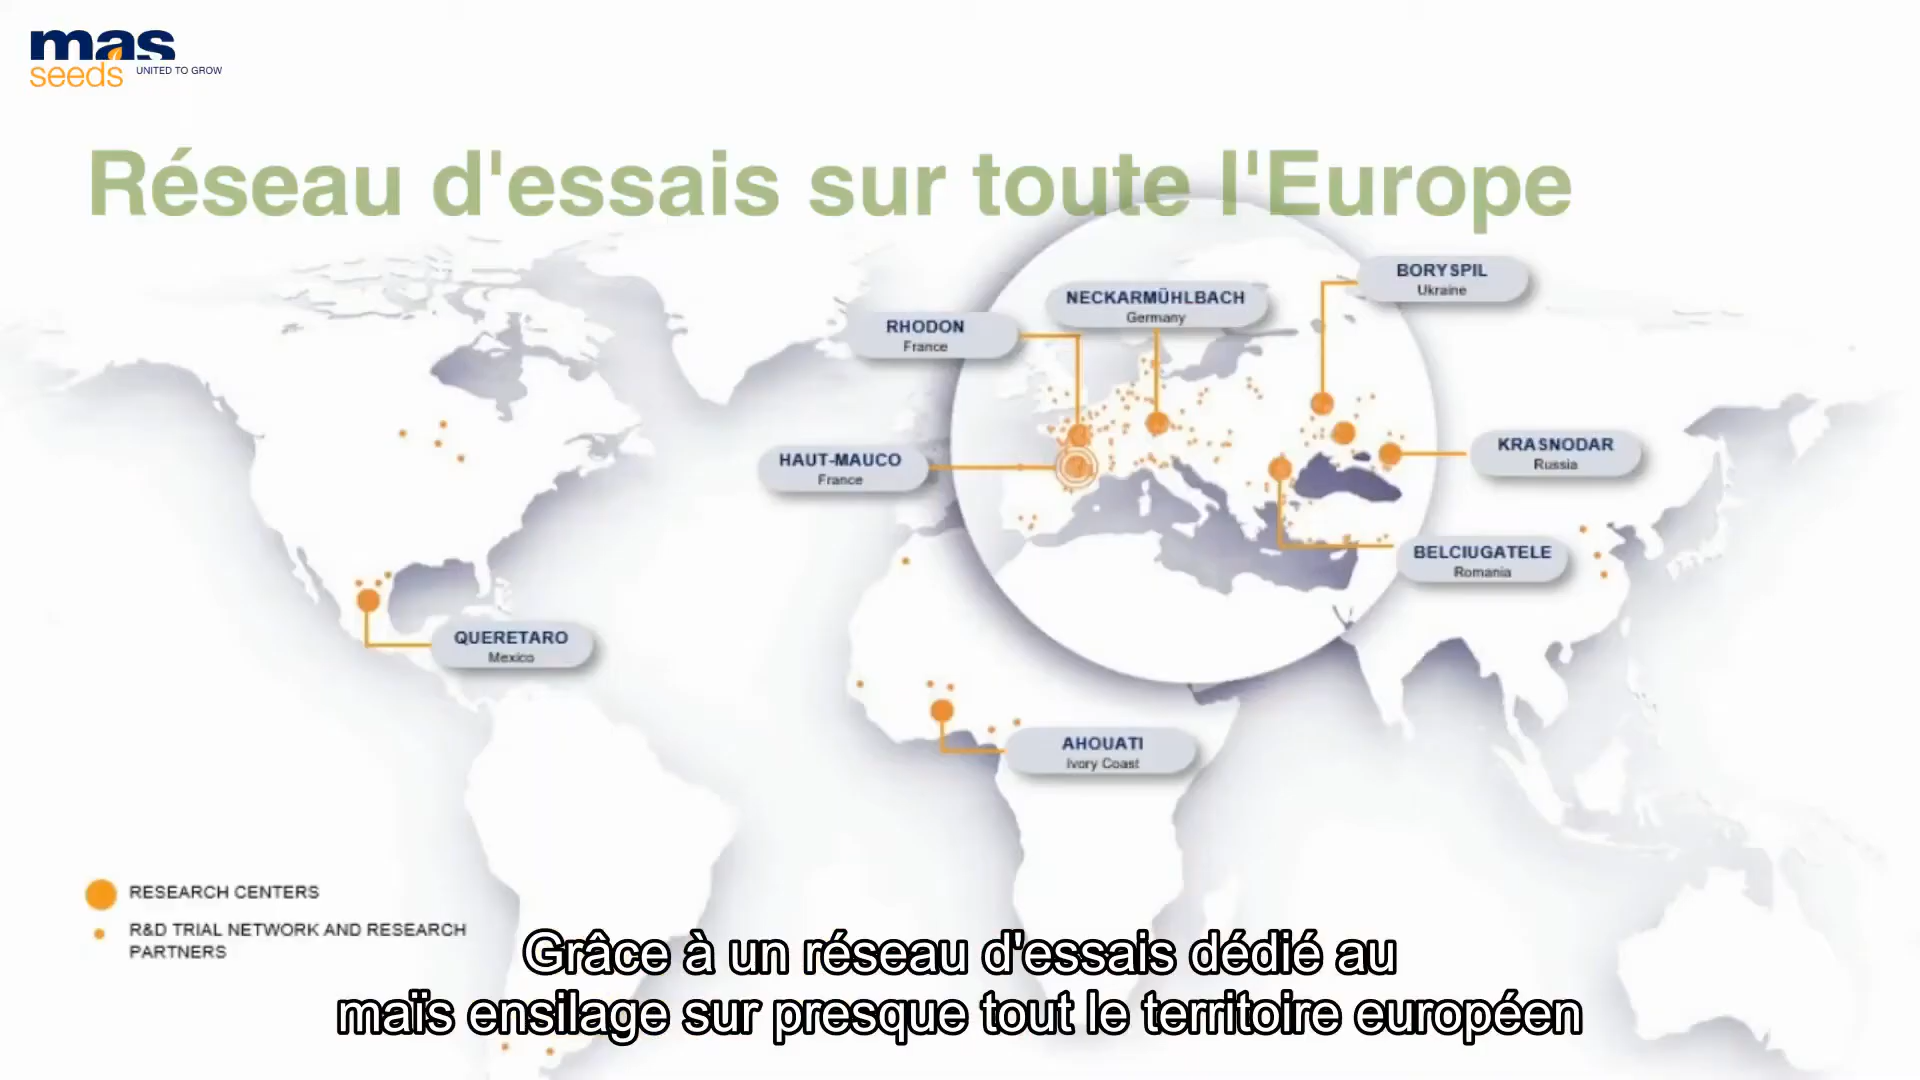 mas
seeds UNITED TO GROW
Réseau d'essais sur toute l'Europe
BORYSPIL
Ukraine
NECKARMÜHLBACH
Germany
RHODON
France
KRASNODAR
Russia
HAUT-MAUCO
France
BELCIUGATELE
Romania
QUERETARO
Mexico
AHOUATI
Ivory Coast
RESEARCH CENTERS
R&D TRIAL NETWORK AND RESEARCH
PARTNERS
Grâce à un réseau d'essais dédié au
maïs ensilage sur presque tout le territoire européen